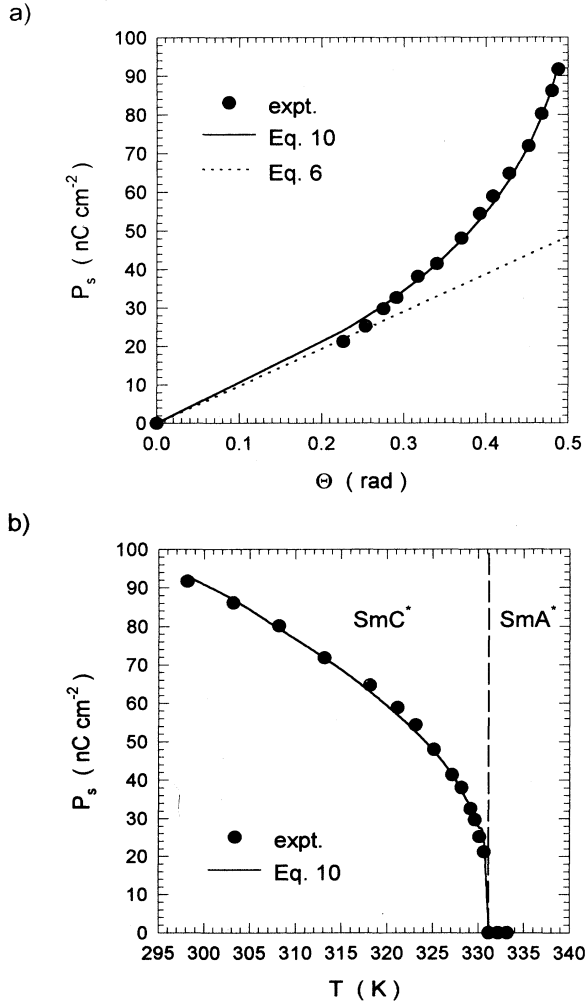 a)
100
90
80
70
60
50
40
30
20
10
0
P_s ( nC cm^-2 )
expt.
Eq. 10
Eq. 6
0.0 0.1 0.2 0.3 0.4 0.5
Θ ( rad )
b)
100
90
80
70
60
50
40
30
20
10
0
P_s ( nC cm^-2 )
SmC* SmA*
expt.
Eq. 10
295 300 305 310 315 320 325 330 335 340
T ( K )